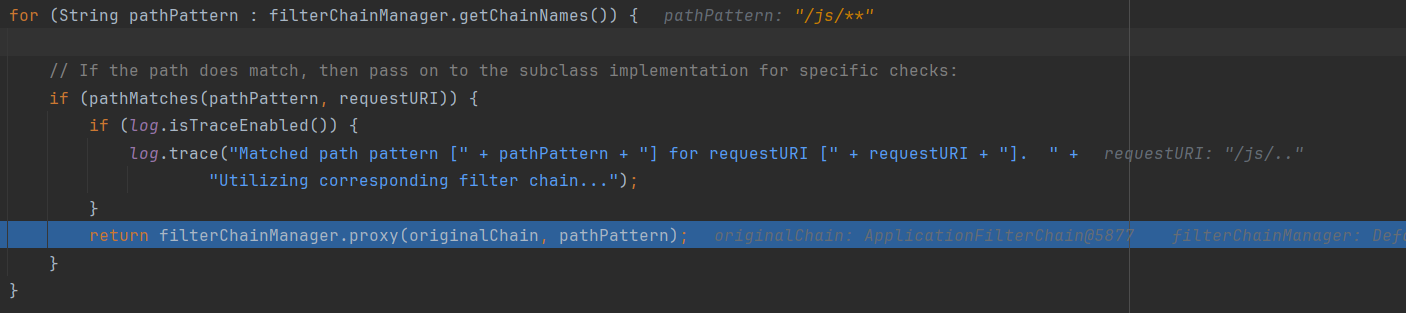 for (String pathPattern : filterChainManager.getChainNames()) {  pathPattern: "/js/**"
// If the path does match, then pass on to the subclass implementation for specific checks:
if (pathMatches(pathPattern, requestURI)) {
if (log.isTraceEnabled()) {
log.trace("Matched path pattern [" + pathPattern + "] for requestURI [" + requestURI + "].  " +  requestURI: "/js/.."
"Utilizing corresponding filter chain...");
}
return filterChainManager.proxy(originalChain, pathPattern);  originalChain: ApplicationFilterChain@5877  filterChainManager:
}
}